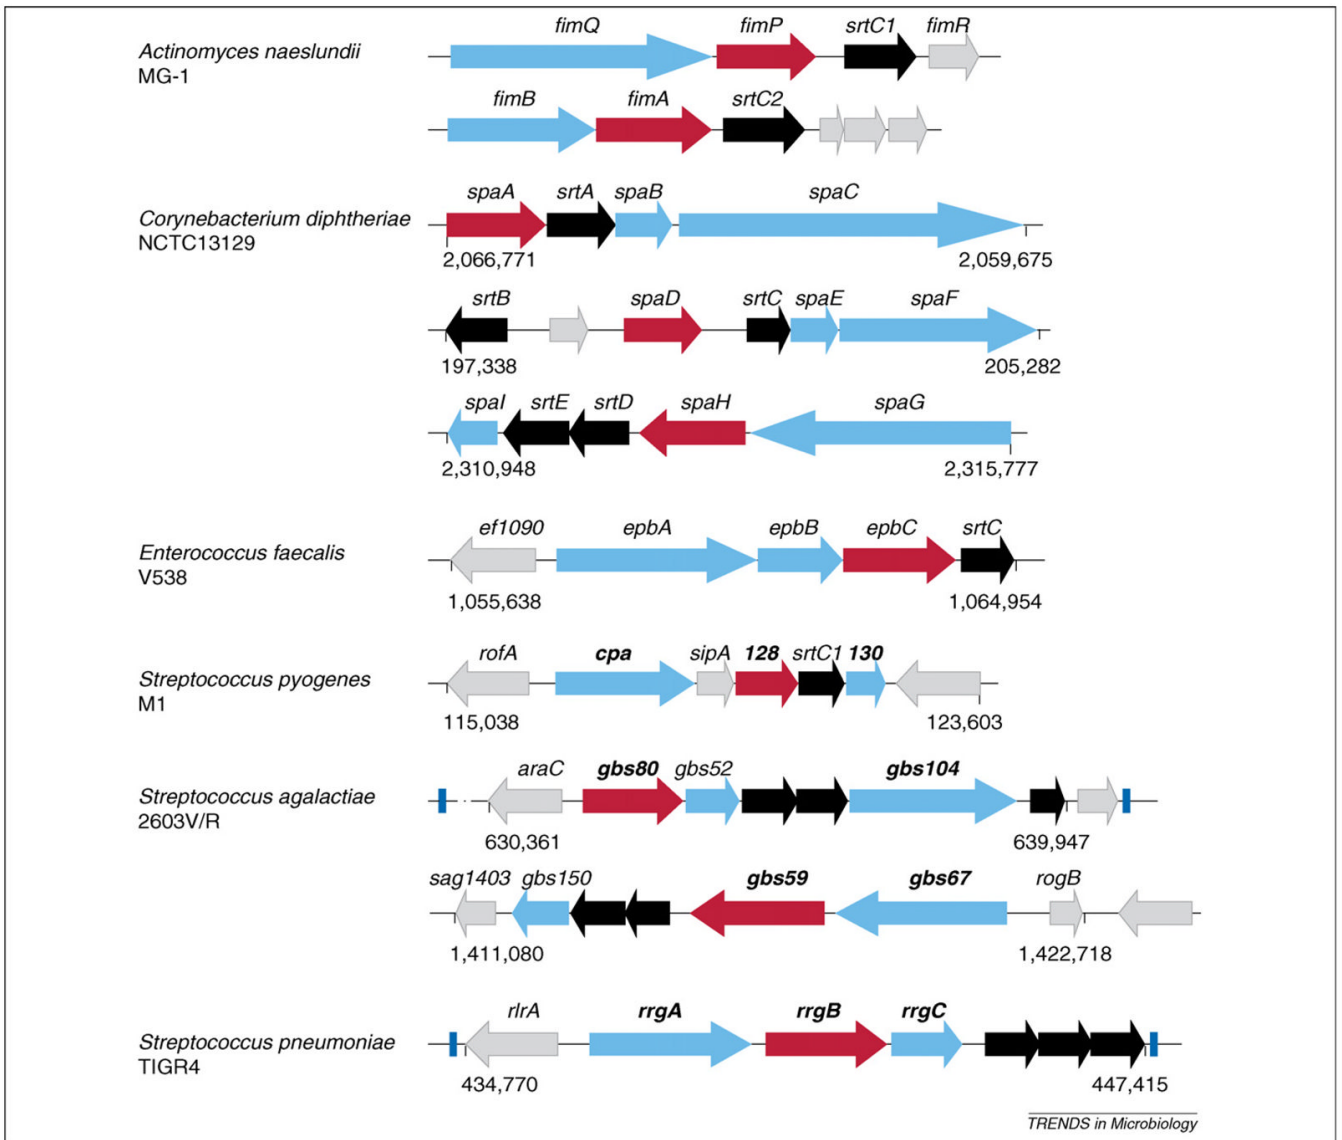 fimQ fimP srtC1 fimR
Actinomyces naeslundii
MG-1
fimB fimA srtC2
spaA srtA spaB spaC
Corynebacterium diphtheriae
NCTC13129
2,066,771 2,059,675
srtB spaD srtC spaE spaF
197,338 205,282
spaI srtE srtD spaH spaG
2,310,948 2,315,777
ef1090 epbA epbB epbC srtC
Enterococcus faecalis
V538
1,055,638 1,064,954
rofA cpa sipA 128 srtC1 130
Streptococcus pyogenes
M1
115,038 123,603
araC gbs80 gbs52 gbs104
Streptococcus agalactiae
2603V/R
630,361 639,947
sag1403 gbs150 gbs59 gbs67 rogB
1,411,080 1,422,718
rlrA rrgA rrgB rrgC
Streptococcus pneumoniae
TIGR4
434,770 447,415
TRENDS in Microbiology